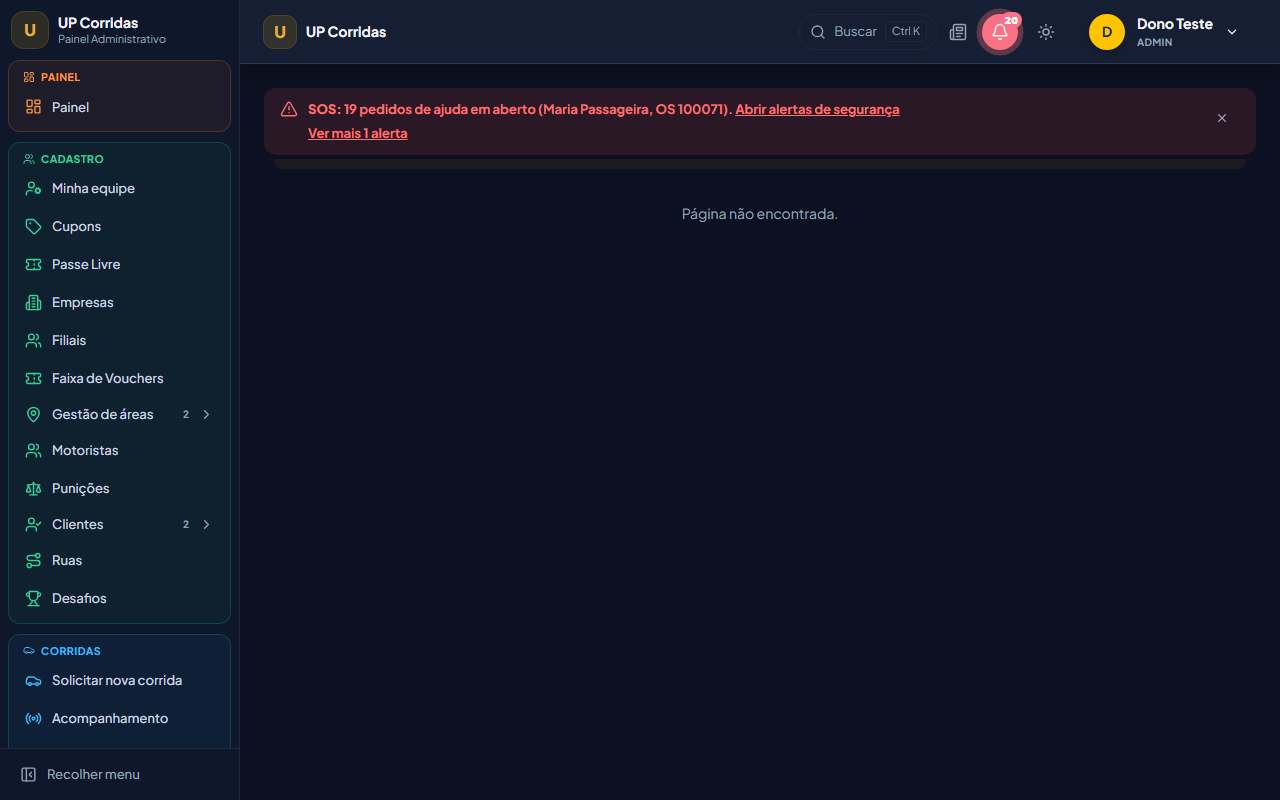 U
UP Corridas
Painel Administrativo
PAINEL
Painel
CADASTRO
Minha equipe
Cupons
Passe Livre
Empresas
Filiais
Faixa de Vouchers
Gestão de áreas 2
Motoristas
Punições
Clientes 2
Ruas
Desafios
CORRIDAS
Solicitar nova corrida
Acompanhamento
Recolher menu
U UP Corridas
Buscar Ctrl K
20
D
Dono Teste
ADMIN
SOS: 19 pedidos de ajuda em aberto (Maria Passageira, OS 100071). Abrir alertas de segurança
Ver mais 1 alerta
Página não encontrada.